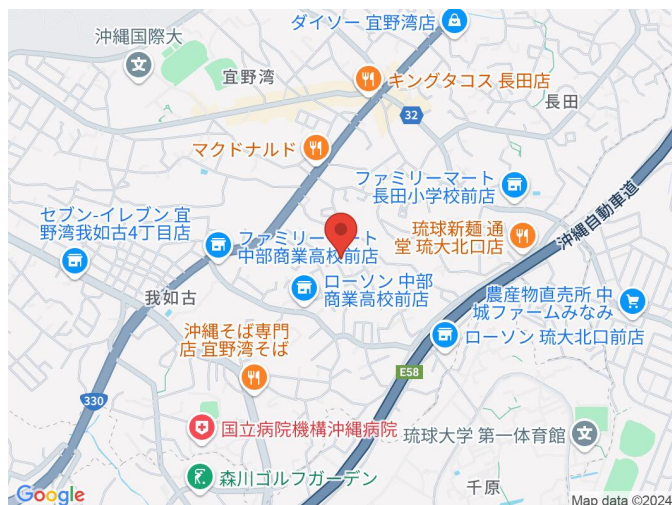 ダイソー 宜野湾店
沖縄国際大
宜野湾
キングタコス 長田店
長田
32
マクドナルド
ファミリーマート
長田小学校前店
沖縄自動車道
セブン-イレブン 宜
野湾我如古4丁目店
ファミリーマート
中部商業高校前店
琉球新麺 通
堂 琉大北口店
ローソン 中部
商業高校前店
我如古
農産物直売所 中
城ファームみなみ
沖縄そば専門
店 宜野湾そば
ローソン 琉大北口前店
E58
330
国立病院機構沖縄病院
琉球大学 第一体育館
森川ゴルフガーデン
千原
Google
Map data ©2024